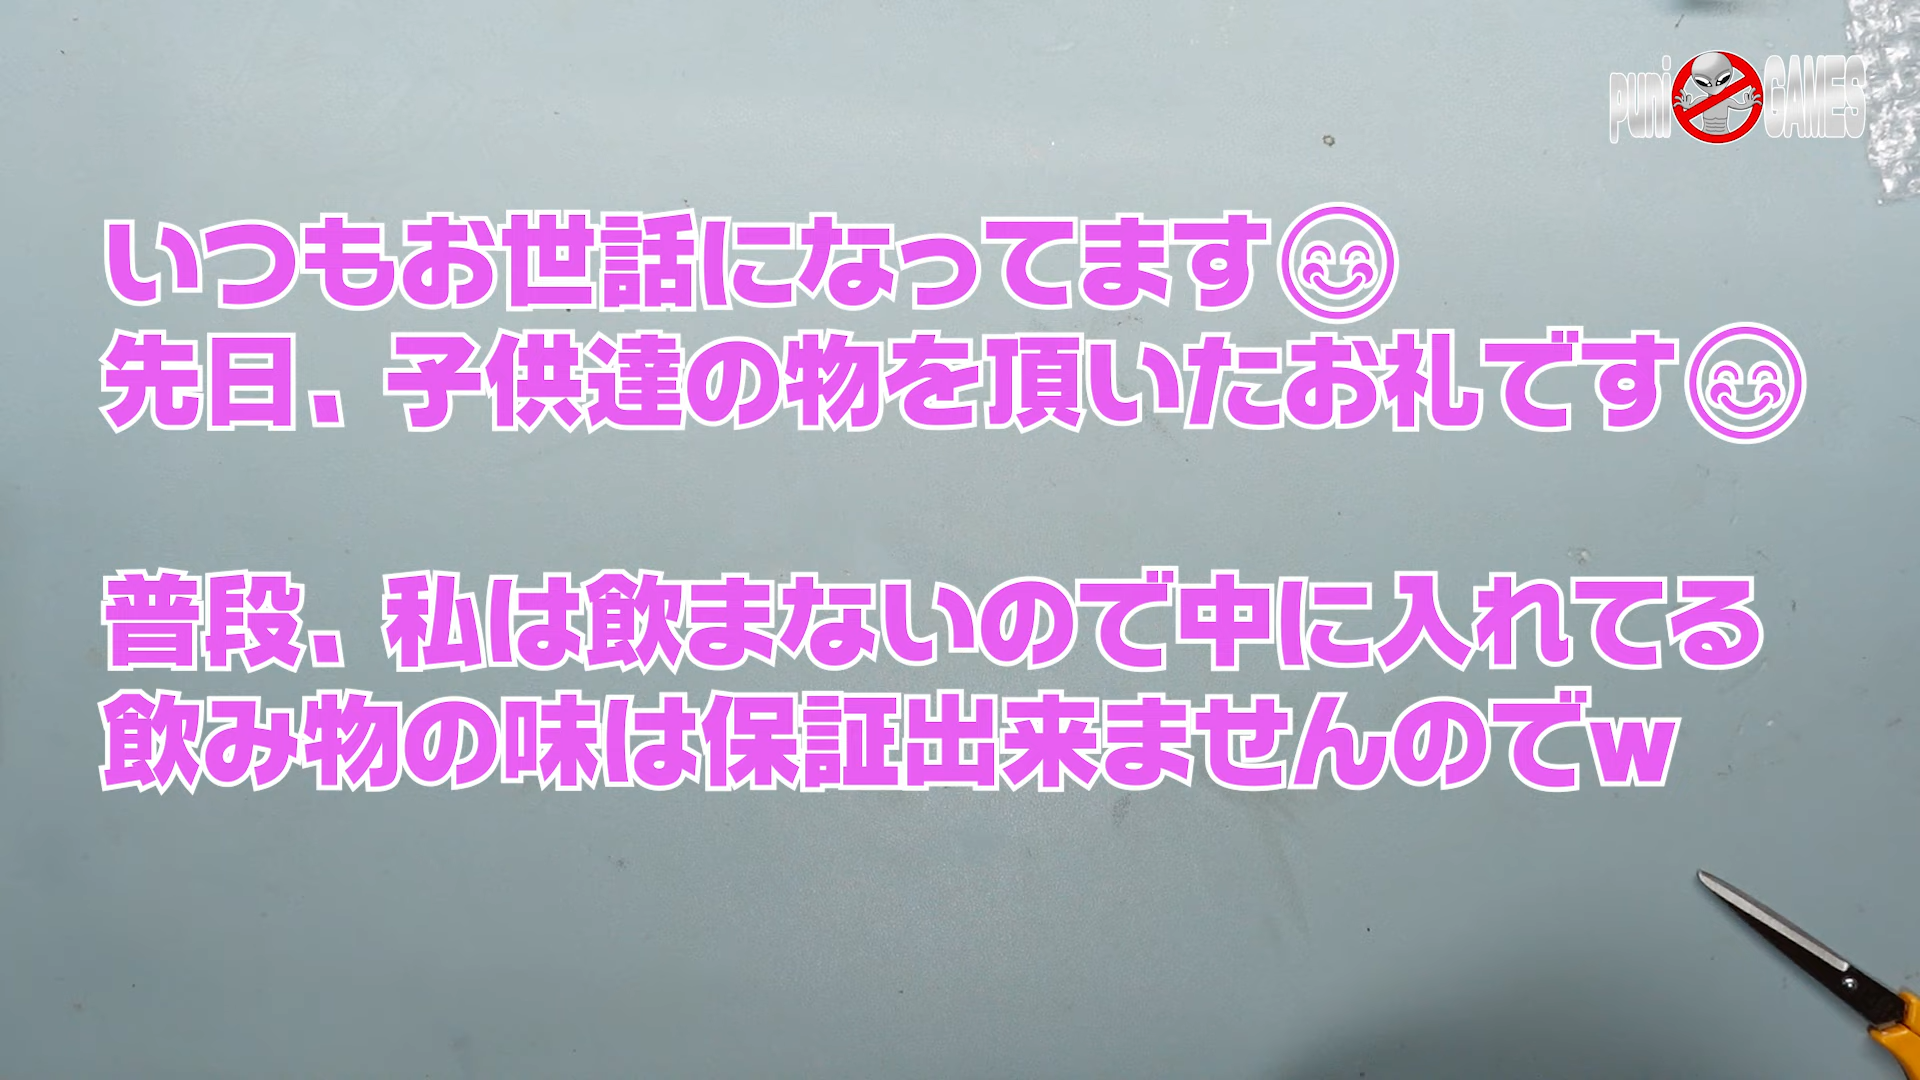 puni GAMES
いつもお世話になってます😊
先日、子供達の物を頂いたお礼です😊
普段、私は飲まないので中に入れてる
飲み物の味は保証出来ませんのでw